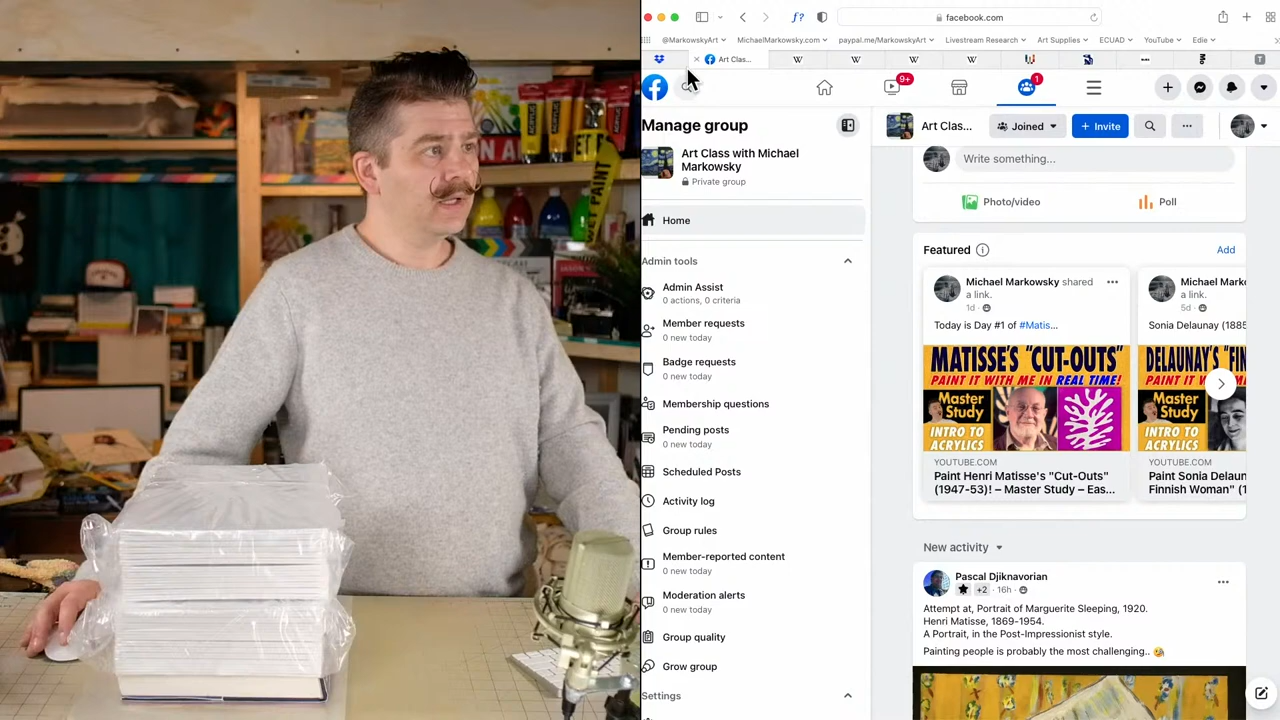 facebook.com
@MarkowskyArt
MichaelMarkowsky.com
paypal.me/MarkowskyArt
Livestream Research
Art Supplies
ECUAD
YouTube
Edie
Art Clas...
9+
1
Manage group
Art Class with Michael
Markowsky
Private group
Home
Admin tools
Admin Assist
0 actions, 0 criteria
Member requests
0 new today
Badge requests
0 new today
Membership questions
Pending posts
0 new today
Scheduled Posts
Activity log
Group rules
Member-reported content
0 new today
Moderation alerts
0 new today
Group quality
Grow group
Settings
Art Clas...
Joined
+ Invite
Write something...
Photo/video
Poll
Featured
Add
Michael Markowsky shared
a link.
1d
Today is Day #1 of #Matis...
MATISSE'S "CUT-OUTS"
PAINT IT WITH ME IN REAL TIME!
Master
Study
INTRO TO
ACRYLICS
YOUTUBE.COM
Paint Henri Matisse's "Cut-Outs"
(1947-53)! – Master Study – Eas...
Michael Mark
a link.
5d
Sonia Delaunay (1885
DELAUNAY'S "FI
PAINT IT WITH M
Master
Study
INTRO TO
ACRYLICS
YOUTUBE.COM
Paint Sonia Delaun
Finnish Woman" (1
New activity
Pascal Djiknavorian
+2 · 16h
Attempt at, Portrait of Marguerite Sleeping, 1920.
Henri Matisse, 1869-1954.
A Portrait, in the Post-Impressionist style.
Painting people is probably the most challenging..